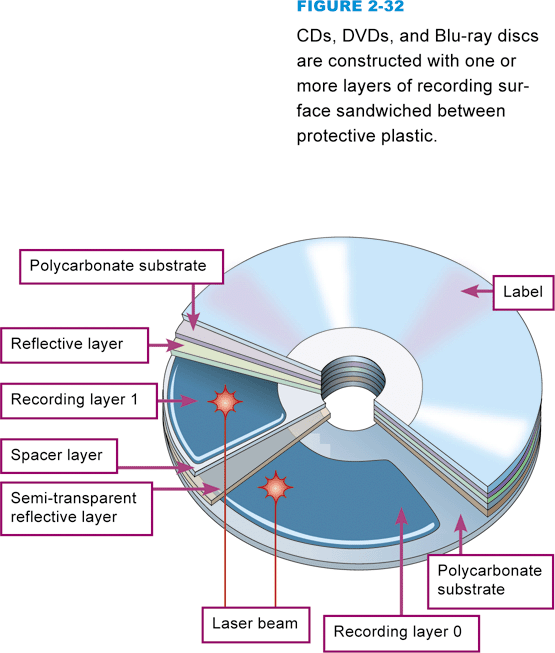 FIGURE 2-32
CDs, DVDs, and Blu-ray discs
are constructed with one or
more layers of recording sur-
face sandwiched between
protective plastic.
Polycarbonate substrate
Label
Reflective layer
Recording layer 1
Spacer layer
Semi-transparent
reflective layer
Polycarbonate
substrate
Laser beam
Recording layer 0